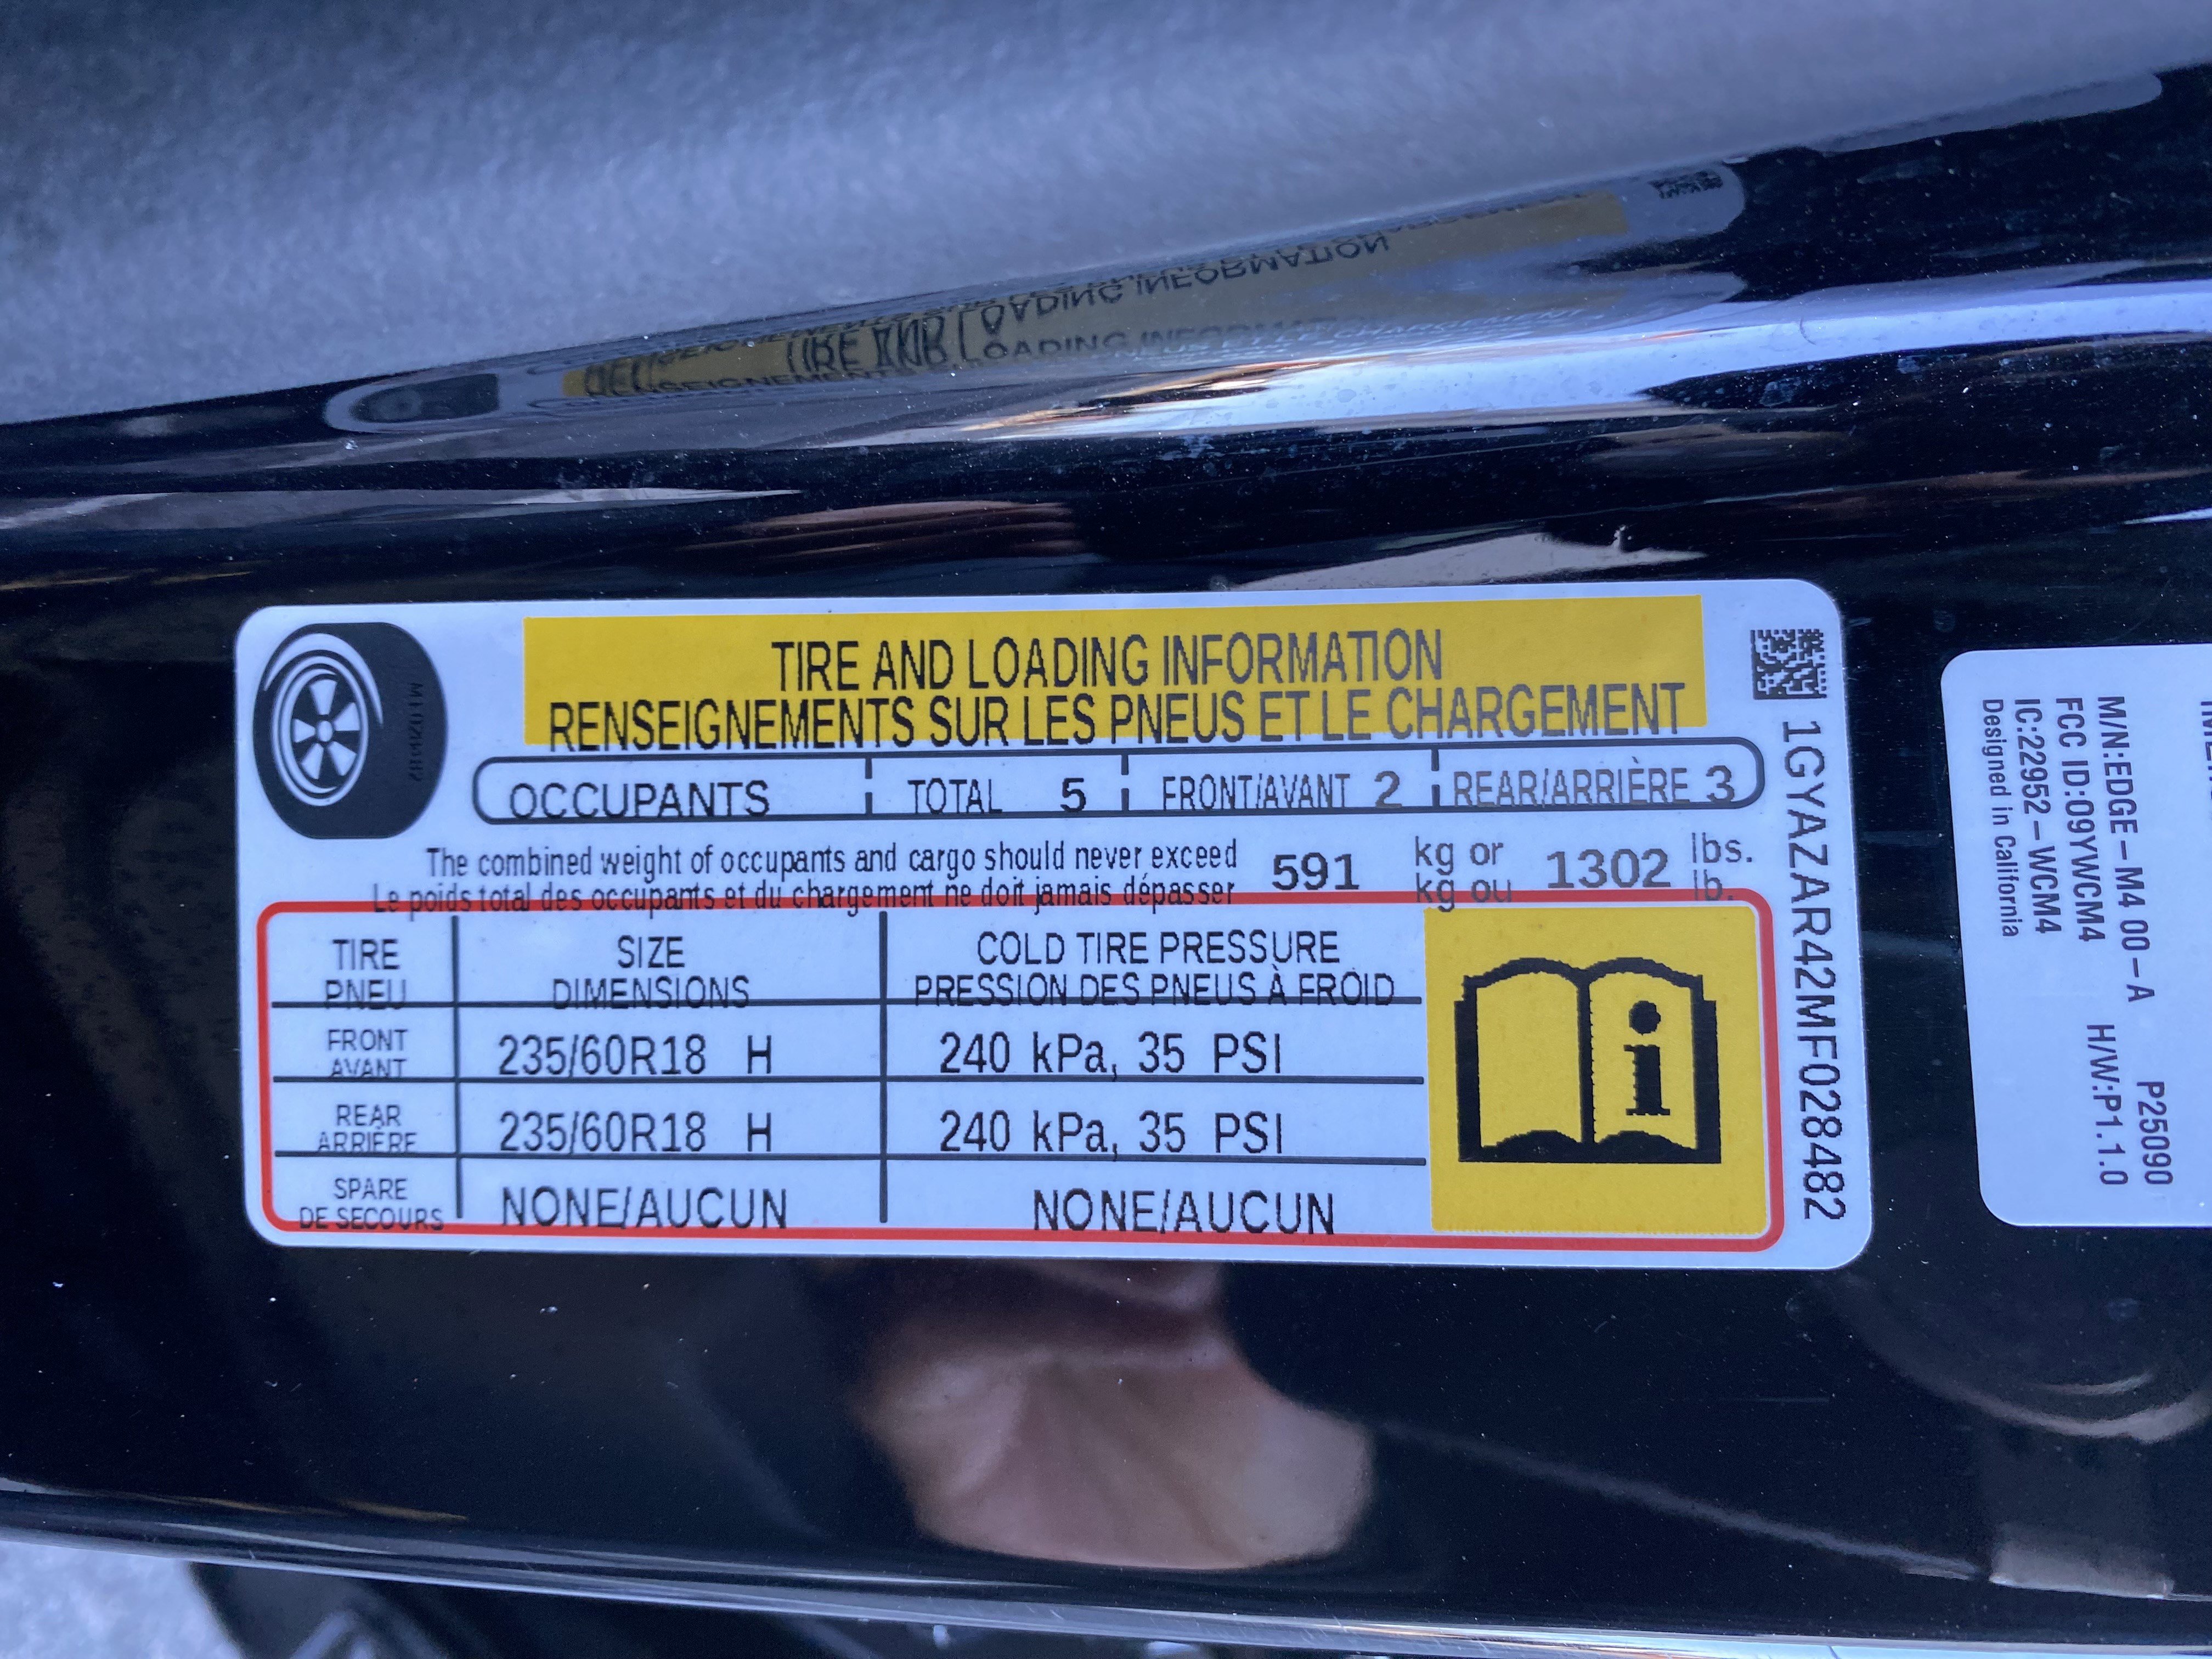 TIRE AND LOADING INFORMATION
RENSEIGNEMENTS SUR LES PNEUS ET LE CHARGEMENT
OCCUPANTS TOTAL 5 FRONT/AVANT 2 REAR/ARRIÈRE 3
The combined weight of occupants and cargo should never exceed 591 kg or 1302 lbs.
Le poids total des occupants et du chargement ne doit jamais dépasser kg ou lb.
TIRE SIZE COLD TIRE PRESSURE
PNEU DIMENSIONS PRESSION DES PNEUS À FROID
FRONT
AVANT 235/60R18 H 240 kPa, 35 PSI
REAR
ARRIÈRE 235/60R18 H 240 kPa, 35 PSI
SPARE
DE SECOURS NONE/AUCUN NONE/AUCUN
1GYAZAR42MF028482
M/N:EDGE-M4 00-A P25090
FCC ID:O9YWCM4 H/W:P1.1.0
IC:22952-WCM4
Designed in California